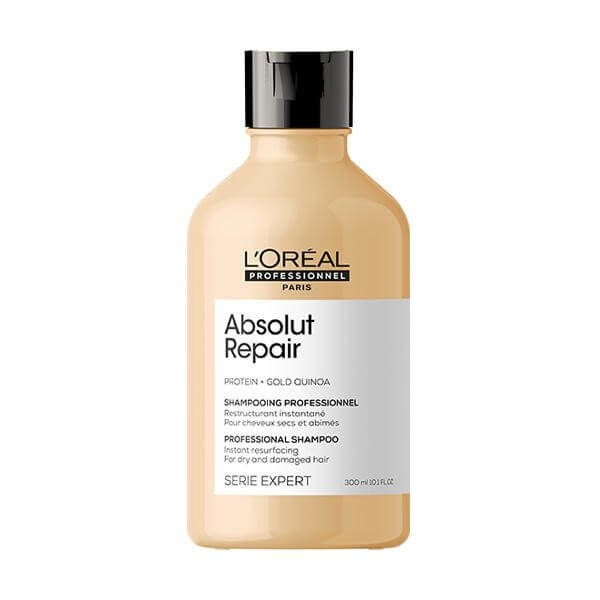 L'ORÉAL
PROFESSIONNEL
PARIS
Absolut
Repair
PROTEIN + GOLD QUINOA
SHAMPOOING PROFESSIONNEL
Restructurant instantané
Pour cheveux secs et abimés
PROFESSIONAL SHAMPOO
Instant resurfacing
For dry and damaged hair
SERIE EXPERT
300 ml 10.1 FL.OZ